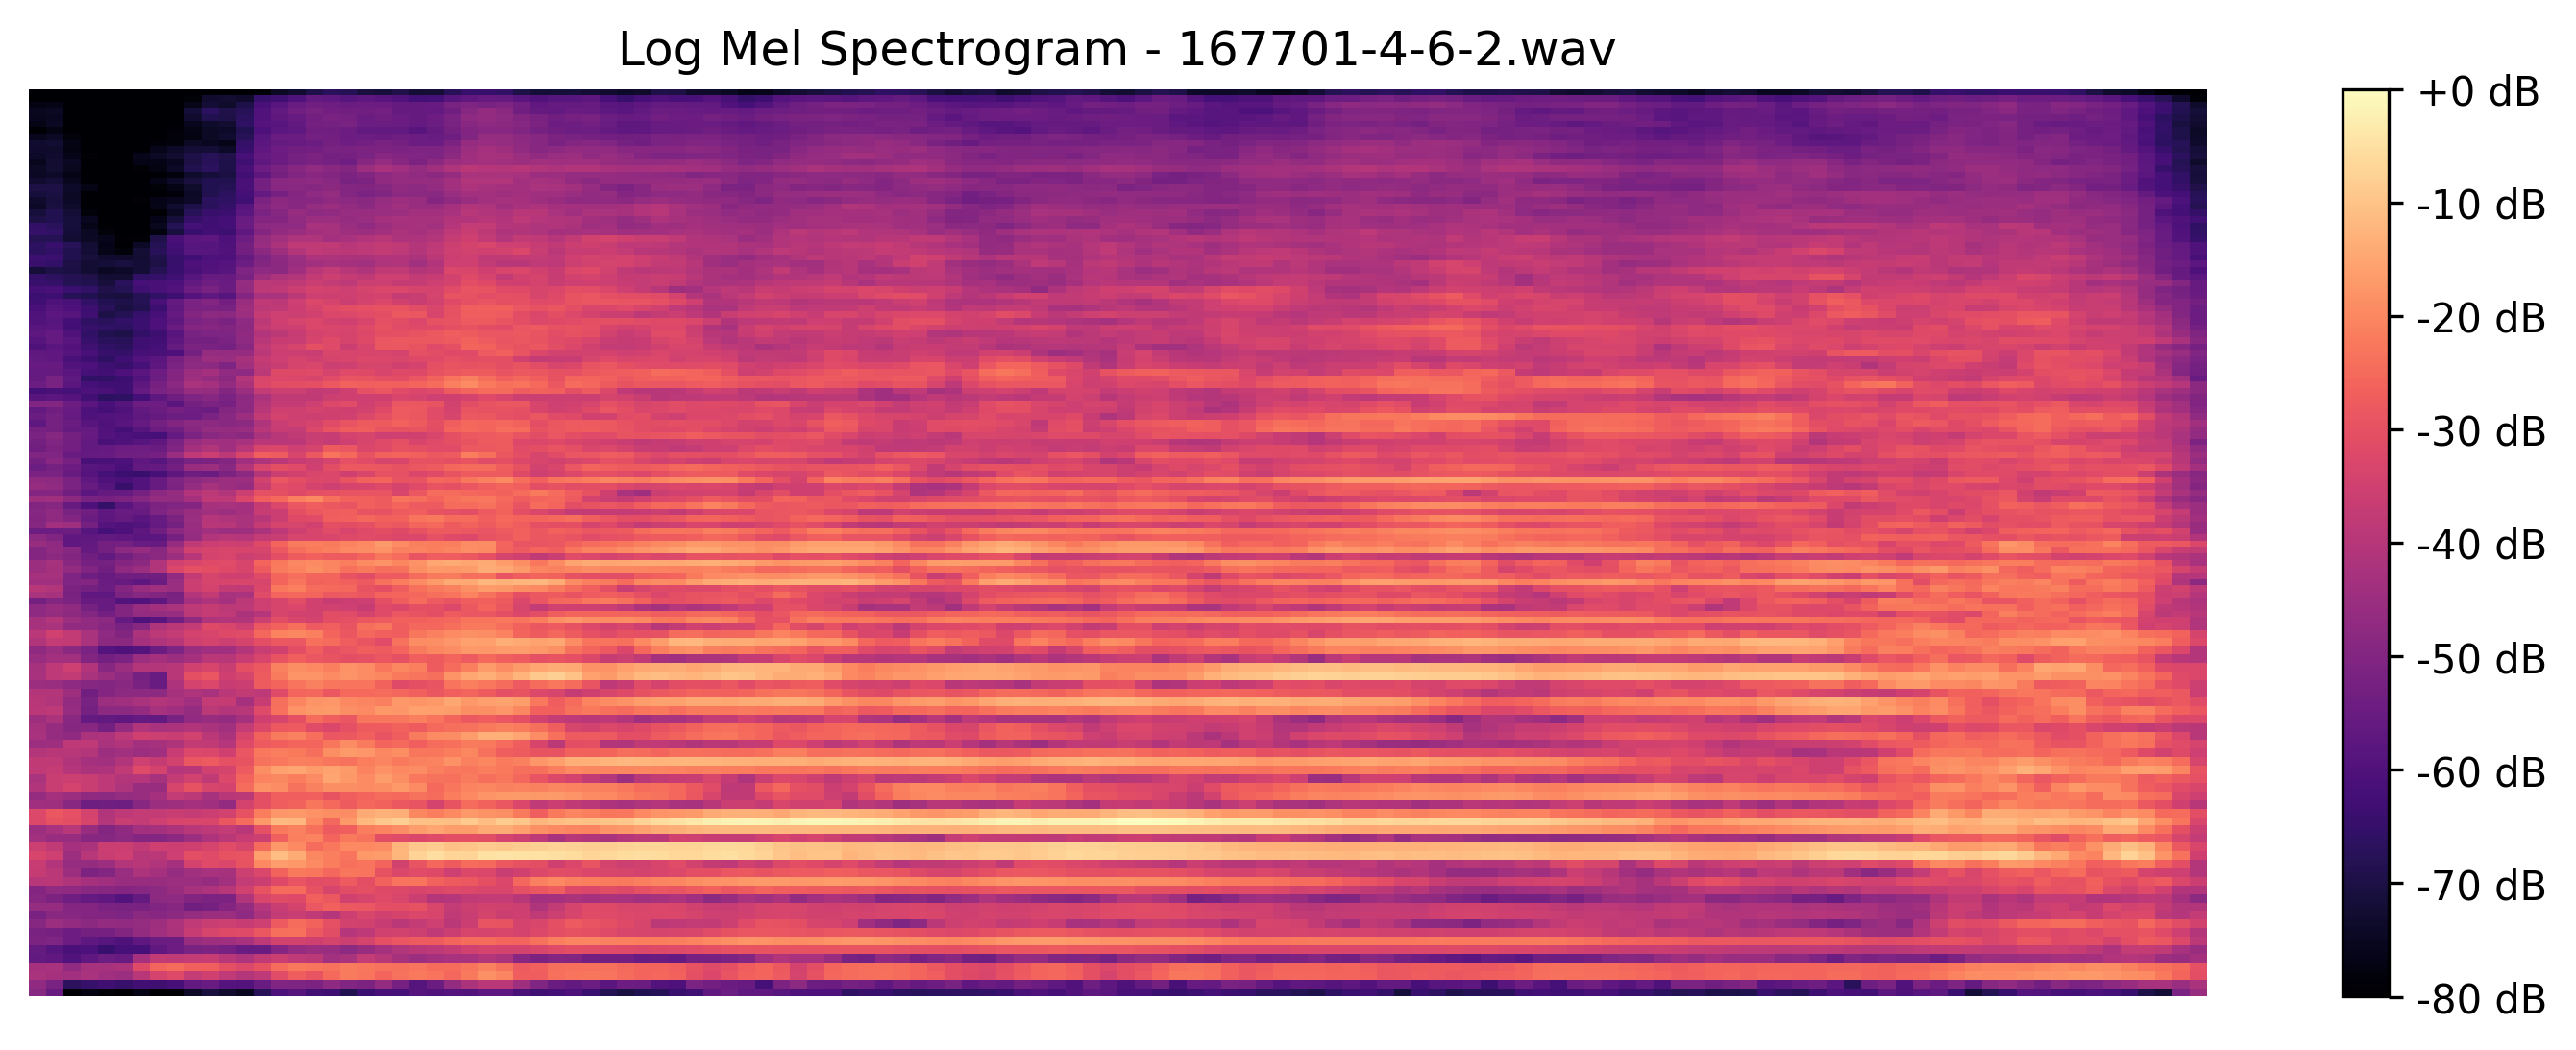 Log Mel Spectrogram - 167701-4-6-2.wav
+0 dB
-10 dB
-20 dB
-30 dB
-40 dB
-50 dB
-60 dB
-70 dB
-80 dB